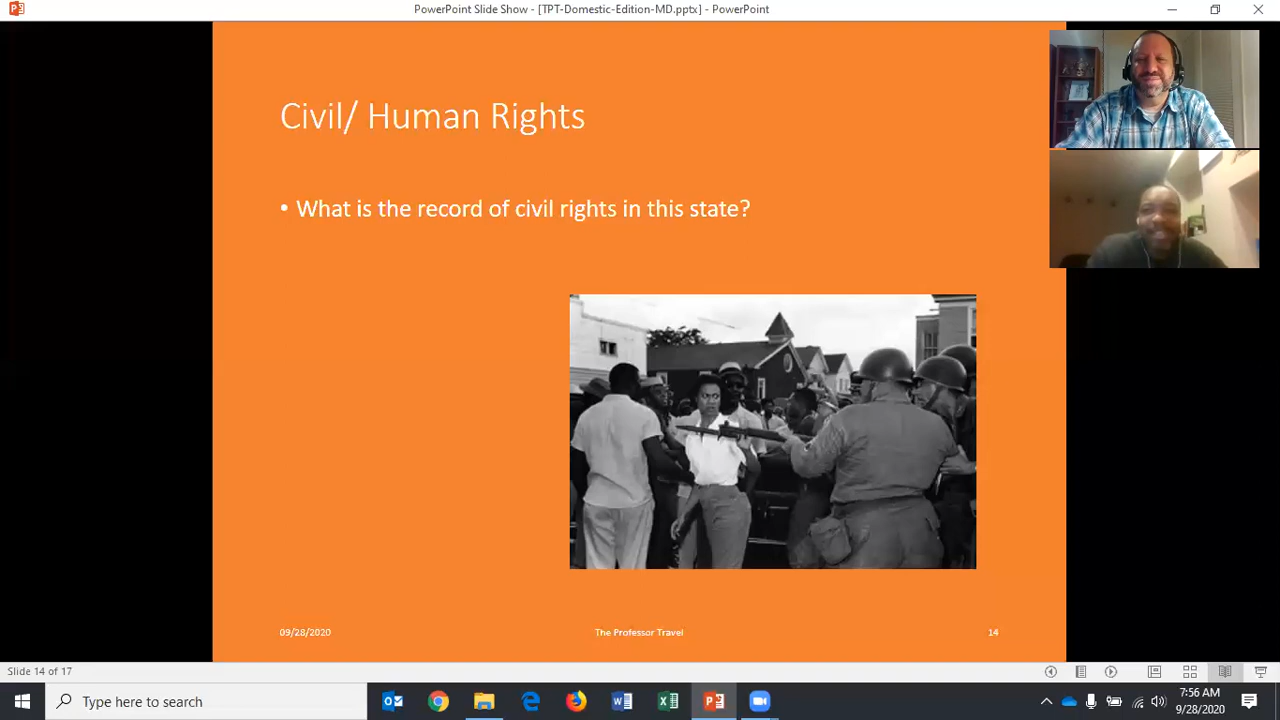 PowerPoint Slide Show - [TPT-Domestic-Edition-MD.pptx] - PowerPoint
Civil/ Human Rights
• What is the record of civil rights in this state?
09/28/2020
The Professor Travel
14
Slide 14 of 17
Type here to search
7:56 AM
9/28/2020